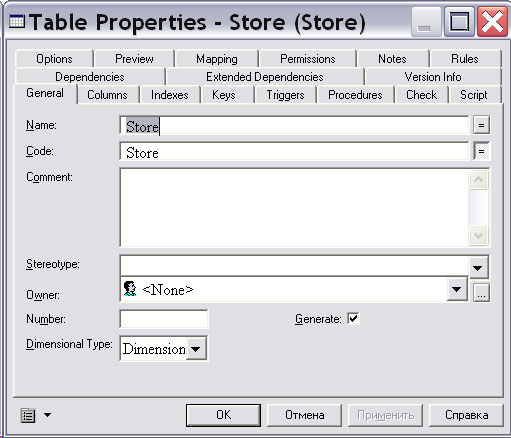 Table Properties - Store (Store)
Options Preview Mapping Permissions Notes Rules
Dependencies Extended Dependencies Version Info
General Columns Indexes Keys Triggers Procedures Check Script
Name: Store =
Code: Store =
Comment:
Stereotype:
Owner: <None> ...
Number: Generate:
Dimensional Type: Dimension
OK Отмена Применить Справка